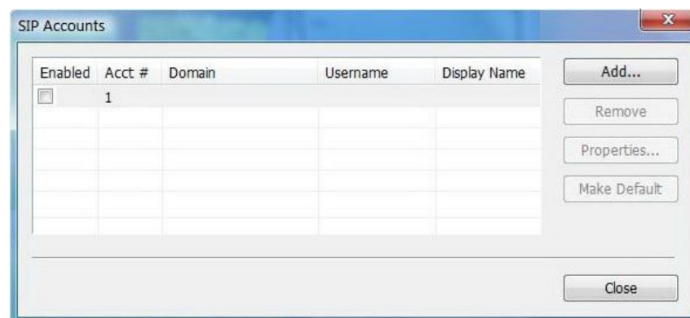 SIP Accounts
Enabled Acct # Domain Username Display Name
1
Add...
Remove
Properties...
Make Default
Close